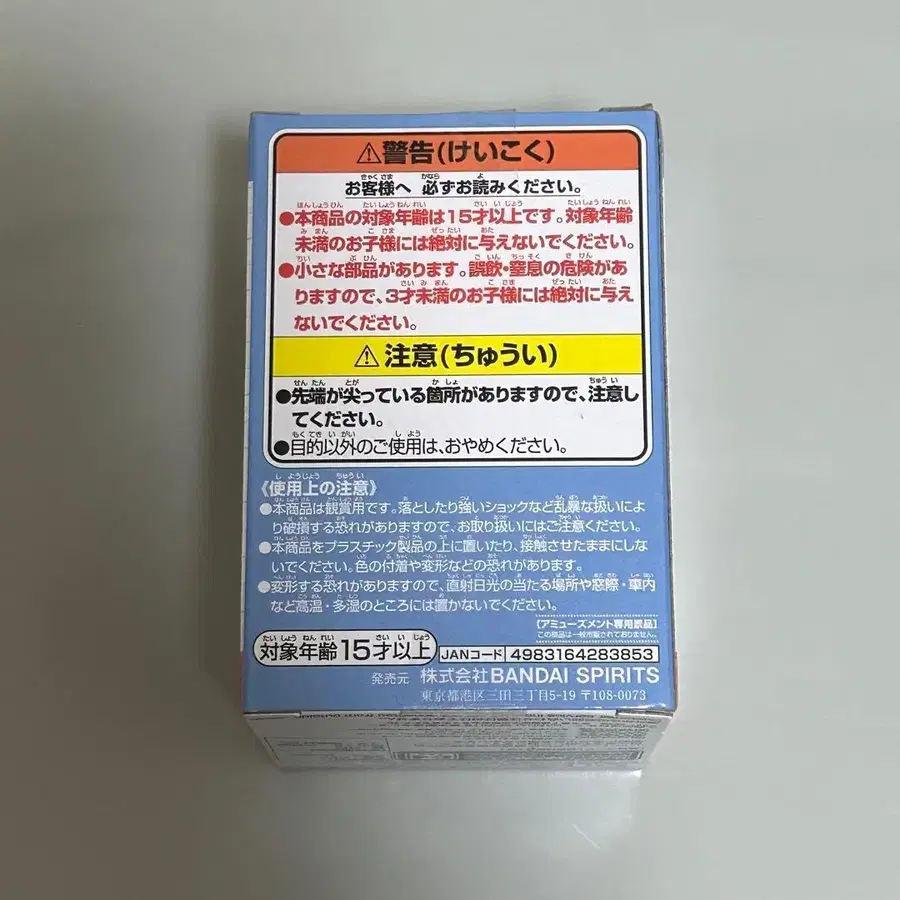 ⚠警告(けいこく)
お客様へ 必ずお読みください。
●本商品の対象年齢は15才以上です。対象年齢
未満のお子様には絶対に与えないでください。
●小さな部品があります。誤飲・窒息の危険があ
りますので、3才未満のお子様には絶対に与え
ないでください。
⚠注意(ちゅうい)
●先端が尖っている箇所がありますので、注意し
てください。
●目的以外のご使用は、おやめください。
《使用上の注意》
●本商品は観賞用です。落としたり強いショックなど乱暴な扱いによ
り破損する恐れがありますので、お取り扱いにはご注意ください。
●本商品をプラスチック製品の上に置いたり、接触させたままにしな
いでください。色の付着や変形などの恐れがあります。
●変形する恐れがありますので、直射日光の当たる場所や窓際・車内
など高温・多湿のところには置かないでください。
【アミューズメント専用景品】
この商品は一般市販されておりません。
対象年齢15才以上
JANコード 4983164283853
発売元 株式会社BANDAI SPIRITS
東京都港区三田三丁目5-19 〒108-0073